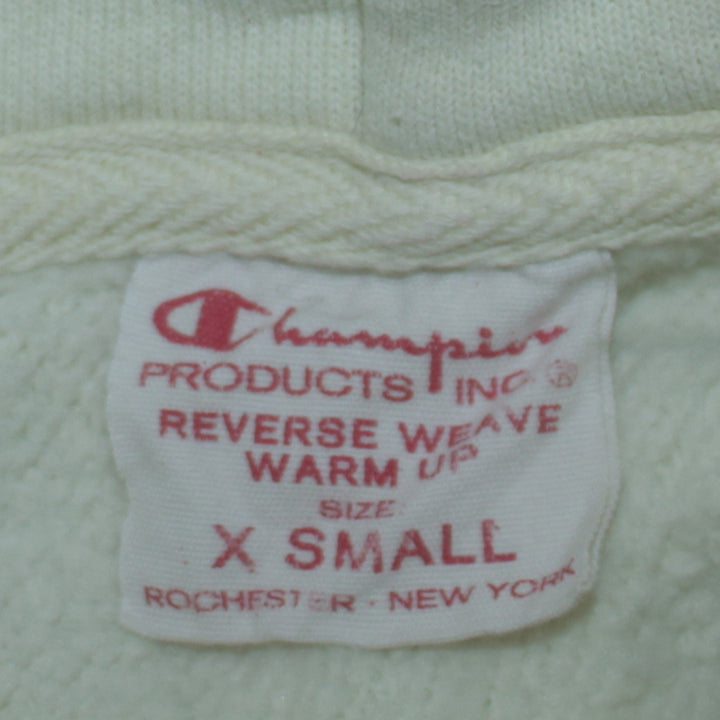 Champion
PRODUCTS INC. ®
REVERSE WEAVE
WARM UP
SIZE:
X SMALL
ROCHESTER · NEW YORK